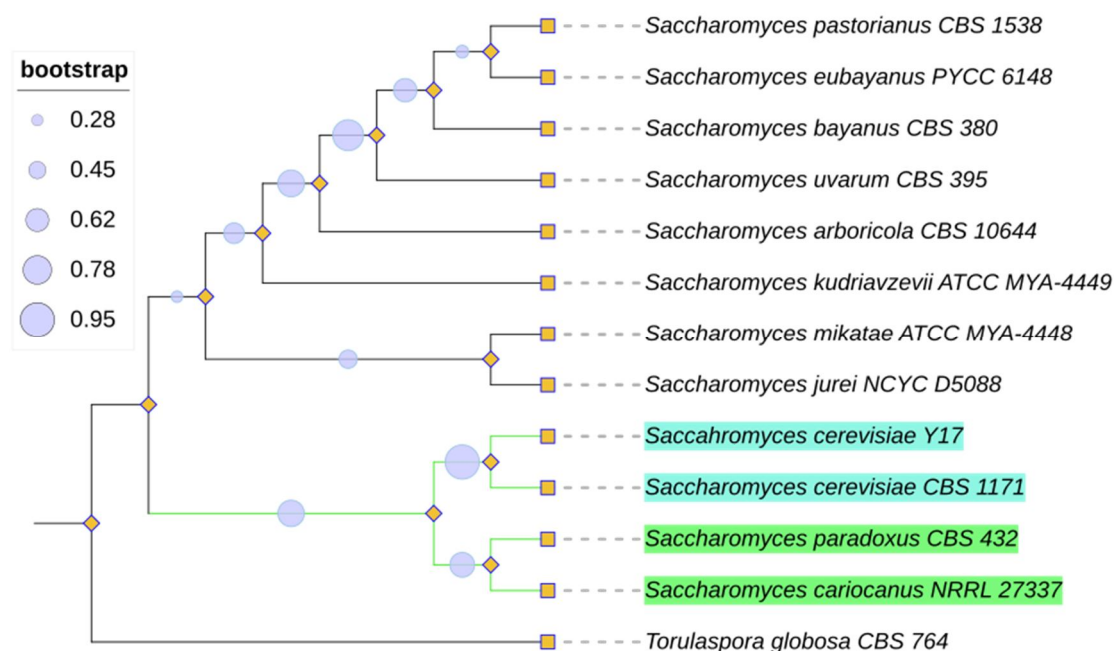 bootstrap
0.28
0.45
0.62
0.78
0.95
Saccharomyces pastorianus CBS 1538
Saccharomyces eubayanus PYCC 6148
Saccharomyces bayanus CBS 380
Saccharomyces uvarum CBS 395
Saccharomyces arboricola CBS 10644
Saccharomyces kudriavzevii ATCC MYA-4449
Saccharomyces mikatae ATCC MYA-4448
Saccharomyces jurei NCYC D5088
Saccahromyces cerevisiae Y17
Saccharomyces cerevisiae CBS 1171
Saccharomyces paradoxus CBS 432
Saccharomyces cariocanus NRRL 27337
Torulaspora globosa CBS 764